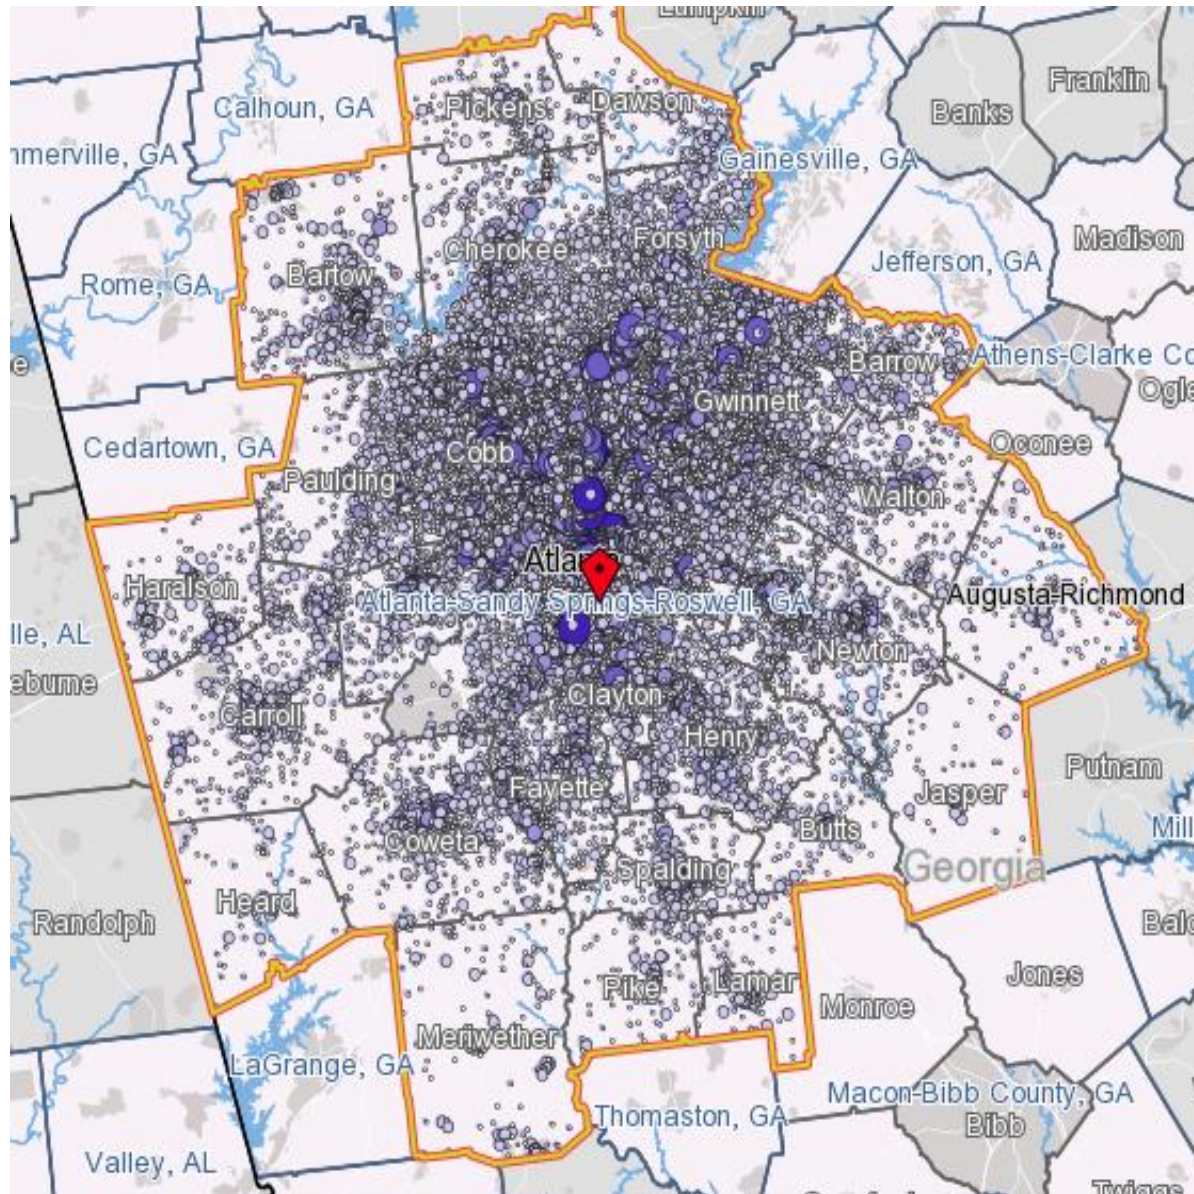 Lumpkin
Franklin
Pickens
Dawson
Calhoun, GA
Banks
nmerville, GA
Gainesville, GA
Cherokee
Forsyth
Madison
Jefferson, GA
Bartow
Rome, GA
e
Barrow
Athens-Clarke Co
Ogle
Gwinnett
Cedartown, GA
Cobb
Oconee
Paulding
Walton
Haralson
Atlanta-Sandy Springs-Roswell, GA
Augusta-Richmond
lle, AL
eburne
Newton
Clayton
Carroll
Henry
Putnam
Fayette
Jasper
Coweta
Butts
Mill
Spalding
Georgia
Heard
Randolph
Bald
Pike
Lamar
Jones
Monroe
Meriwether
LaGrange, GA
Macon-Bibb County, GA
Thomaston, GA
Bibb
Valley, AL
Twiggs